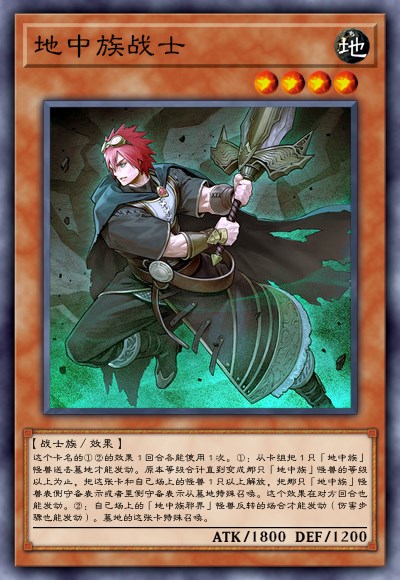 地中族战士
地
【战士族／效果】
这个卡名的①②的效果1回合各能使用1次。①：从卡组把1只「地中族」
怪兽送去墓地才能发动。原本等级合计直到变成那只「地中族」怪兽的等级
以上为止，把这张卡和自己场上的怪兽1只以上解放，把那只「地中族」怪
兽表侧守备表示或者里侧守备表示从墓地特殊召唤。这个效果在对方回合也
能发动。②：自己场上的「地中族邪界」怪兽反转的场合才能发动（伤害步
骤也能发动）。墓地的这张卡特殊召唤。
ATK/1800 DEF/1200